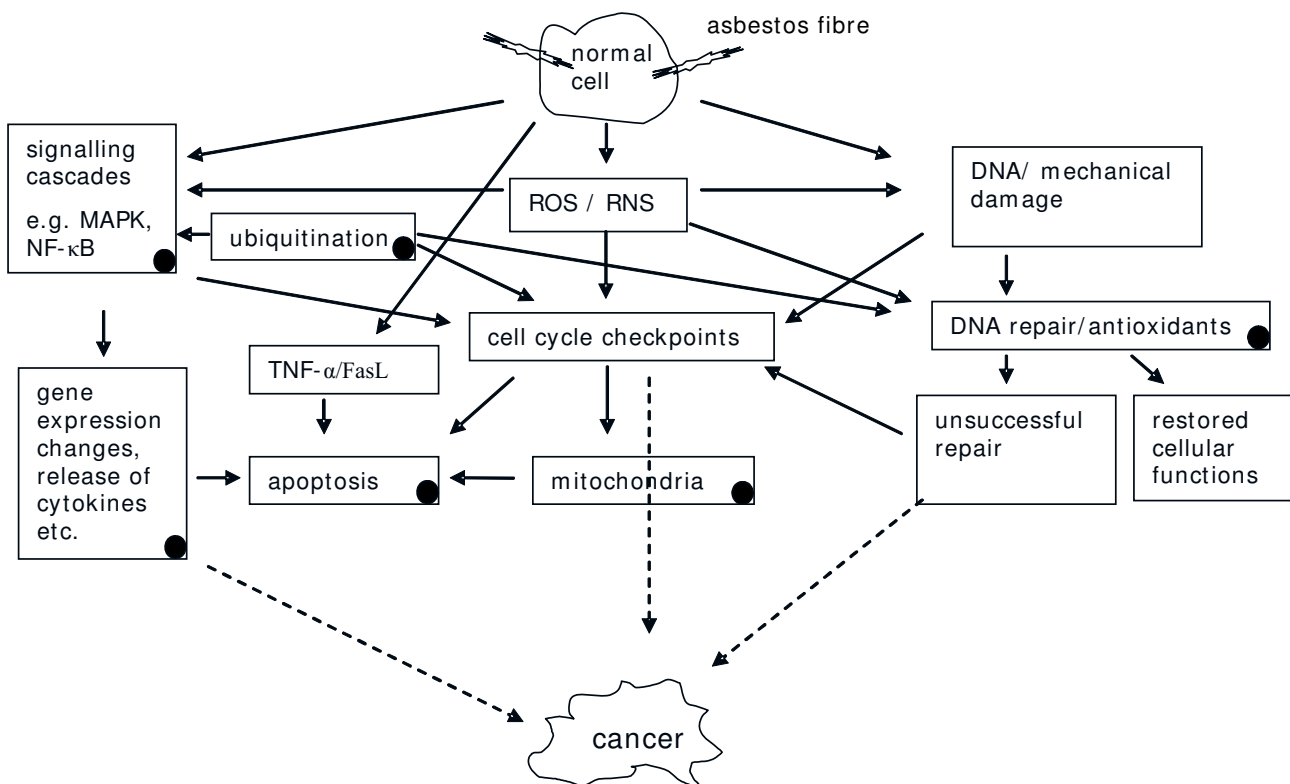 asbestos fibre
normal
cell
signalling
cascades
e.g. MAPK,
NF-κB
ROS / RNS
DNA/ mechanical
damage
ubiquitination
cell cycle checkpoints
DNA repair/antioxidants
TNF-α/FasL
gene
expression
changes,
release of
cytokines
etc.
apoptosis
mitochondria
unsuccessful
repair
restored
cellular
functions
cancer